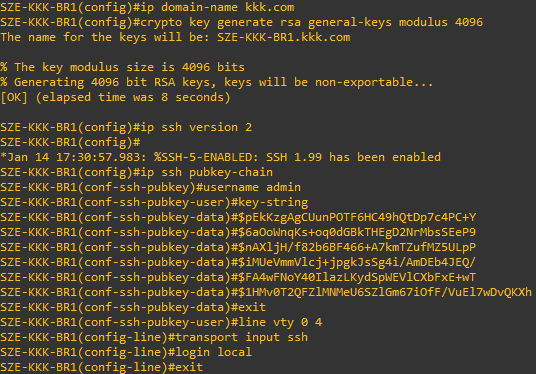 SZE-KKK-BR1(config)#ip domain-name kkk.com
SZE-KKK-BR1(config)#crypto key generate rsa general-keys modulus 4096
The name for the keys will be: SZE-KKK-BR1.kkk.com
% The key modulus size is 4096 bits
% Generating 4096 bit RSA keys, keys will be non-exportable...
[OK] (elapsed time was 8 seconds)
SZE-KKK-BR1(config)#ip ssh version 2
SZE-KKK-BR1(config)#
*Jan 14 17:30:57.983: %SSH-5-ENABLED: SSH 1.99 has been enabled
SZE-KKK-BR1(config)#ip ssh pubkey-chain
SZE-KKK-BR1(conf-ssh-pubkey)#username admin
SZE-KKK-BR1(conf-ssh-pubkey-user)#key-string
SZE-KKK-BR1(conf-ssh-pubkey-data)#$pEkKzgAgCUunPOTF6HC49hQtDp7c4PC+Y
SZE-KKK-BR1(conf-ssh-pubkey-data)#$6aOoWnqKs+oq0dGBkTHEgD2NrMbsSEeP9
SZE-KKK-BR1(conf-ssh-pubkey-data)#$nAXljH/f82b6BF466+A7kmTZufMZ5ULpP
SZE-KKK-BR1(conf-ssh-pubkey-data)#$iMUeVmmVlcj+jpgkJsSg4i/AmDEb4JEQ/
SZE-KKK-BR1(conf-ssh-pubkey-data)#$FA4wFNoY40IlazLKydSpWEVlCXbFxE+wT
SZE-KKK-BR1(conf-ssh-pubkey-data)#$1HMv0T2QFZlMNMeU6SZlGm67iOfF/VuEl7wDvQKXh
SZE-KKK-BR1(conf-ssh-pubkey-data)#exit
SZE-KKK-BR1(conf-ssh-pubkey-user)#line vty 0 4
SZE-KKK-BR1(config-line)#transport input ssh
SZE-KKK-BR1(config-line)#login local
SZE-KKK-BR1(config-line)#exit